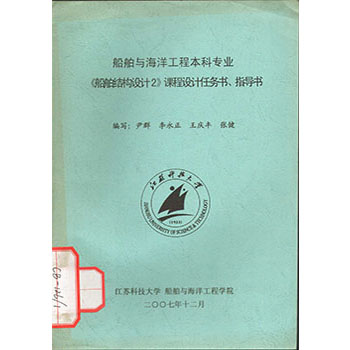 船舶与海洋工程本科专业
《船舶结构设计2》课程设计任务书、指导书
编写：尹群 李永正 王庆丰 张健
江苏科技大学
JIANGSU UNIVERSITY OF SCIENCE & TECHNOLOGY
江苏科技大学 船舶与海洋工程学院
二〇〇七年十二月